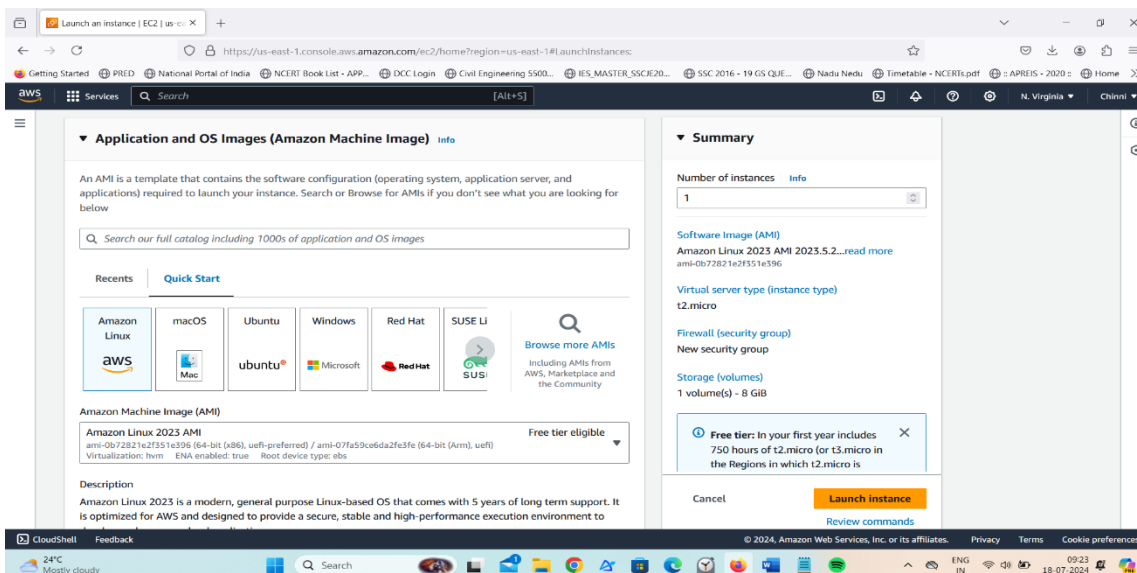 Launch an instance | EC2 | us-ea
https://us-east-1.console.aws.amazon.com/ec2/home?region=us-east-1#LaunchInstances:
Getting Started PRED National Portal of India NCERT Book List - APP... DCC Login Civil Engineering 5500... IES_MASTER_SSCJE20... SSC 2016 - 19 GS QUE... Nadu Nedu Timetable - NCERTs.pdf :: APREIS - 2020 :: Home
aws Services Search [Alt+S] N. Virginia Chinni
Application and OS Images (Amazon Machine Image) Info
An AMI is a template that contains the software configuration (operating system, application server, and
applications) required to launch your instance. Search or Browse for AMIs if you don't see what you are looking for
below
Search our full catalog including 1000s of application and OS images
Recents Quick Start
Amazon Linux
aws
macOS
Mac
Ubuntu
ubuntu
Windows
Microsoft
Red Hat
Red Hat
SUSE Li
SUS
Browse more AMIs
Including AMIs from
AWS, Marketplace and
the Community
Amazon Machine Image (AMI)
Amazon Linux 2023 AMI Free tier eligible
ami-0b72821e2f351e396 (64-bit (x86), uefi-preferred) / ami-07fa59ce6da2fe3fe (64-bit (Arm), uefi)
Virtualization: hvm ENA enabled: true Root device type: ebs
Description
Amazon Linux 2023 is a modern, general purpose Linux-based OS that comes with 5 years of long term support. It
is optimized for AWS and designed to provide a secure, stable and high-performance execution environment to
Summary
Number of instances Info
1
Software Image (AMI)
Amazon Linux 2023 AMI 2023.5.2...read more
ami-0b72821e2f351e396
Virtual server type (instance type)
t2.micro
Firewall (security group)
New security group
Storage (volumes)
1 volume(s) - 8 GiB
Free tier: In your first year includes
750 hours of t2.micro (or t3.micro in
the Regions in which t2.micro is
Cancel Launch instance
Review commands
CloudShell Feedback © 2024, Amazon Web Services, Inc. or its affiliates. Privacy Terms Cookie preferences
24°C
Mostly cloudy
Search
ENG
IN
09:23
18-07-2024